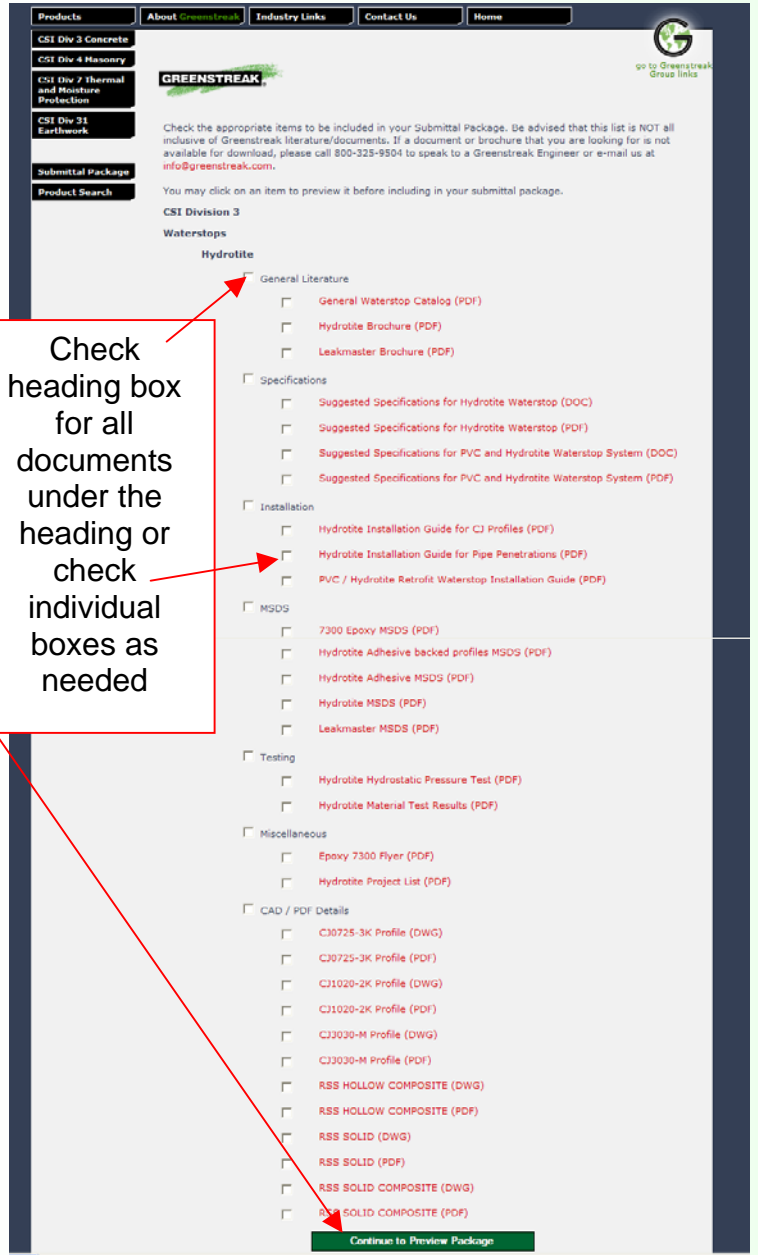 Products
About Greenstreak
Industry Links
Contact Us
Home
CSI Div 3 Concrete
CSI Div 4 Masonry
CSI Div 7 Thermal
and Moisture
Protection
CSI Div 31
Earthwork
Submittal Package
Product Search
G
go to Greenstreak
Group links
GREENSTREAK
Check the appropriate items to be included in your Submittal Package. Be advised that this list is NOT all
inclusive of Greenstreak literature/documents. If a document or brochure that you are looking for is not
available for download, please call 800-325-9504 to speak to a Greenstreak Engineer or e-mail us at
info@greenstreak.com.
You may click on an item to preview it before including in your submittal package.
CSI Division 3
Waterstops
Hydrotite
General Literature
General Waterstop Catalog (PDF)
Hydrotite Brochure (PDF)
Leakmaster Brochure (PDF)
Specifications
Suggested Specifications for Hydrotite Waterstop (DOC)
Suggested Specifications for Hydrotite Waterstop (PDF)
Suggested Specifications for PVC and Hydrotite Waterstop System (DOC)
Suggested Specifications for PVC and Hydrotite Waterstop System (PDF)
Installation
Hydrotite Installation Guide for CJ Profiles (PDF)
Hydrotite Installation Guide for Pipe Penetrations (PDF)
PVC / Hydrotite Retrofit Waterstop Installation Guide (PDF)
MSDS
7300 Epoxy MSDS (PDF)
Hydrotite Adhesive backed profiles MSDS (PDF)
Hydrotite Adhesive MSDS (PDF)
Hydrotite MSDS (PDF)
Leakmaster MSDS (PDF)
Testing
Hydrotite Hydrostatic Pressure Test (PDF)
Hydrotite Material Test Results (PDF)
Miscellaneous
Epoxy 7300 Flyer (PDF)
Hydrotite Project List (PDF)
CAD / PDF Details
CJ0725-3K Profile (DWG)
CJ0725-3K Profile (PDF)
CJ1020-2K Profile (DWG)
CJ1020-2K Profile (PDF)
CJ3030-M Profile (DWG)
CJ3030-M Profile (PDF)
RSS HOLLOW COMPOSITE (DWG)
RSS HOLLOW COMPOSITE (PDF)
RSS SOLID (DWG)
RSS SOLID (PDF)
RSS SOLID COMPOSITE (DWG)
RSS SOLID COMPOSITE (PDF)
Continue to Preview Package
Check
heading box
for all
documents
under the
heading or
check
individual
boxes as
needed